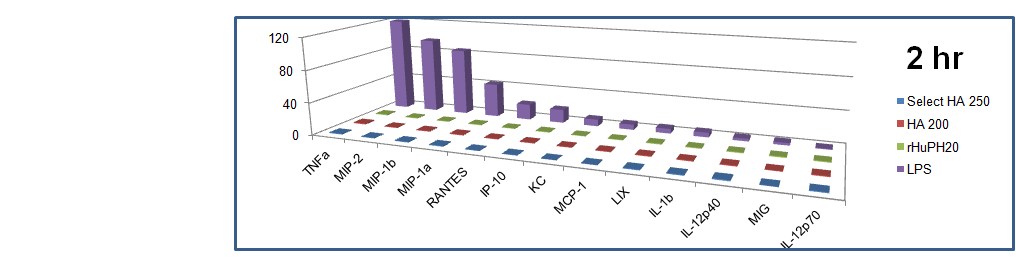 120
80
40
0
2 hr
Select HA 250
HA 200
rHuPH20
LPS
TNFa
MIP-2
MIP-1b
MIP-1a
RANTES
IP-10
KC
MCP-1
LIX
IL-1b
IL-12p40
MIG
IL-12p70